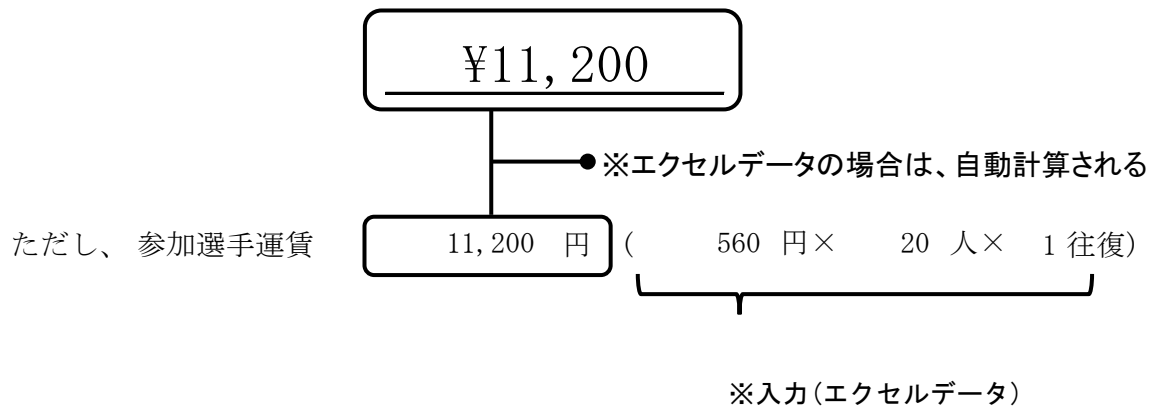 ¥11,200
※エクセルデータの場合は、自動計算される
ただし、 参加選手運賃 11,200 円 ( 560 円× 20 人× 1 往復)
※入力(エクセルデータ)